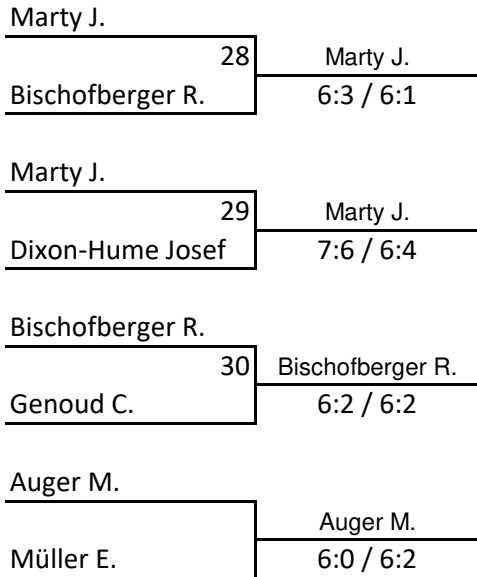 Marty J.
28 Marty J.
Bischofberger R. 6:3 / 6:1
Marty J.
29 Marty J.
Dixon-Hume Josef 7:6 / 6:4
Bischofberger R.
30 Bischofberger R.
Genoud C. 6:2 / 6:2
Auger M.
Auger M.
Müller E. 6:0 / 6:2